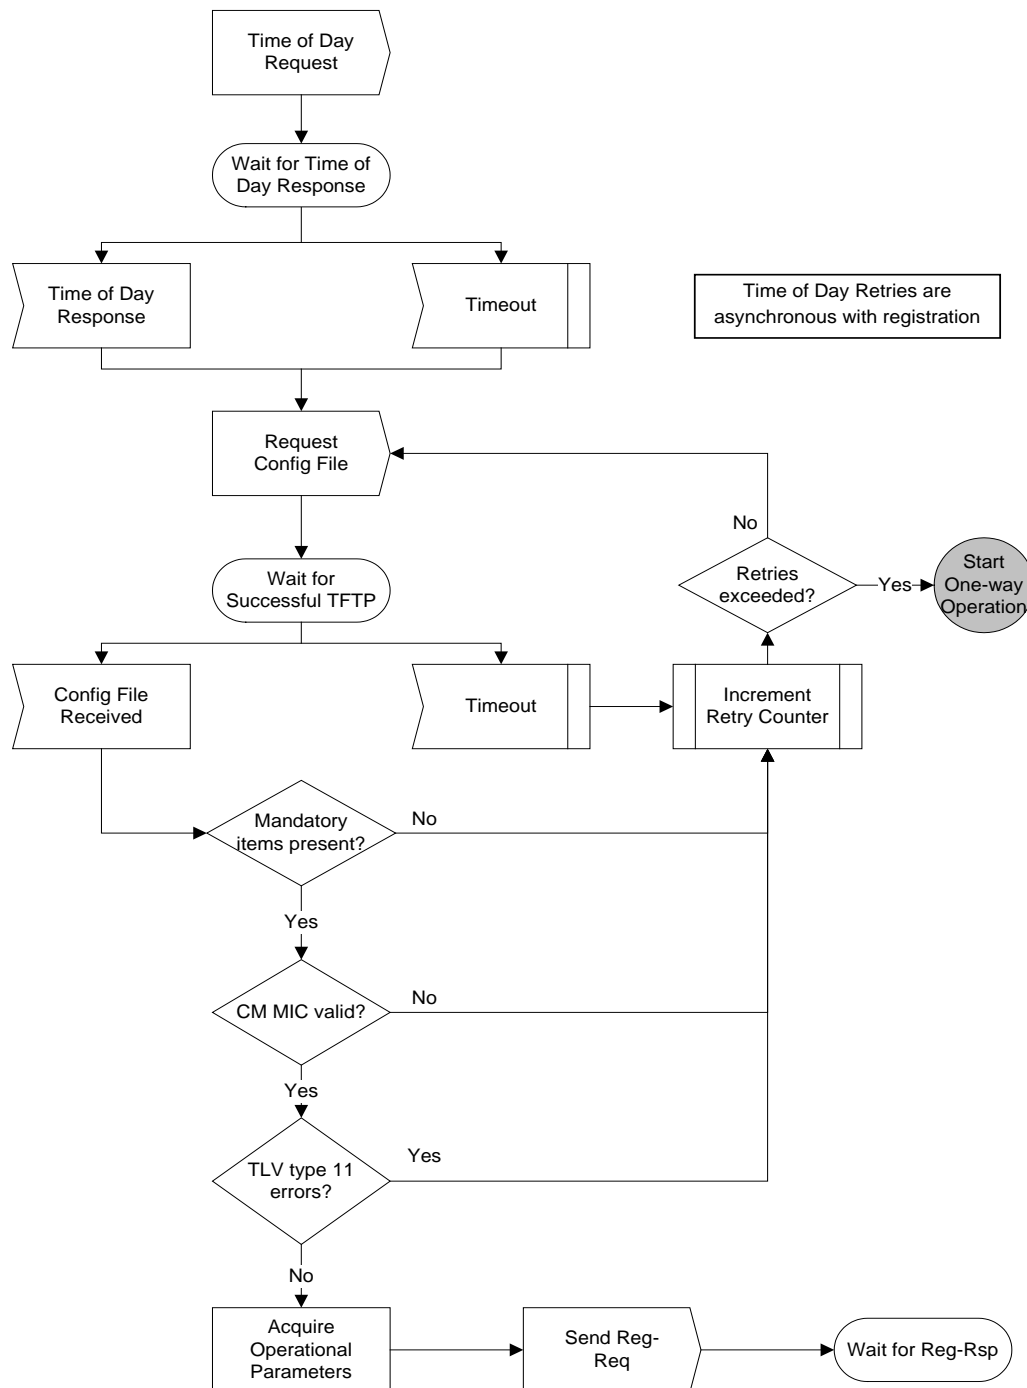 Time of Day
Request
Wait for Time of
Day Response
Time of Day
Response
Timeout
Time of Day Retries are
asynchronous with registration
Request
Config File
No
Wait for
Successful TFTP
Retries
exceeded?
Yes
Start
One-way
Operation
Config File
Received
Timeout
Increment
Retry Counter
Mandatory
items present?
No
Yes
CM MIC valid?
No
Yes
TLV type 11
errors?
Yes
No
Acquire
Operational
Parameters
Send Reg-
Req
Wait for Reg-Rsp